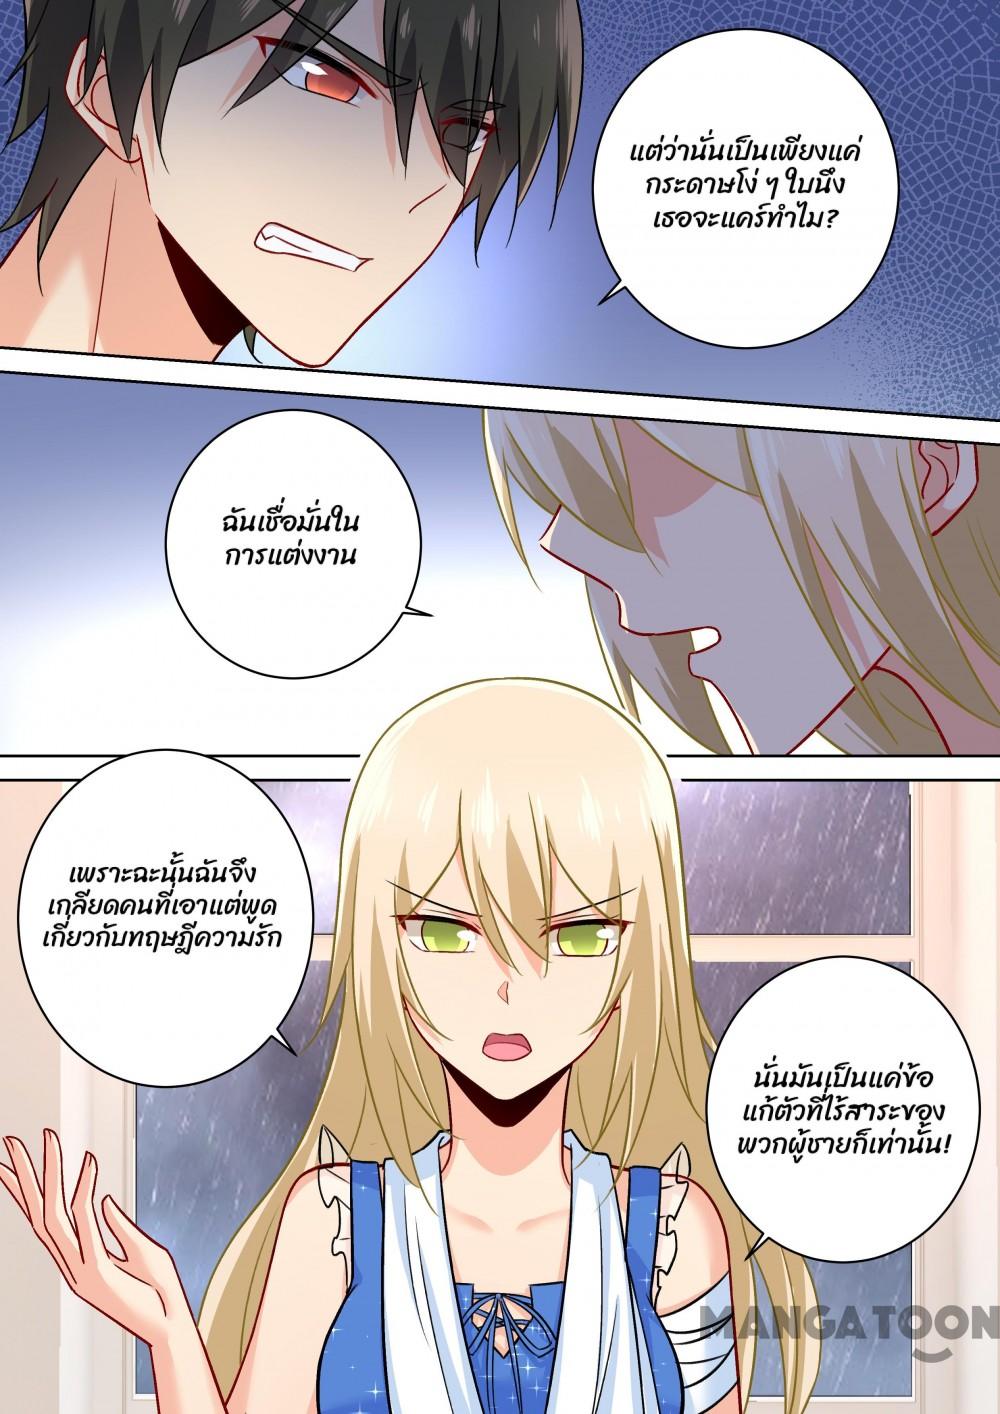 แต่ว่านั่นเป็นเพียงแค่
กระดาษโง่ ๆ ใบนึง
เธอจะแคร์ทำไม?
ฉันเชื่อมั่นใน
การแต่งงาน
เพราะฉะนั้นฉันจึง
เกลียดคนที่เอาแต่พูด
เกี่ยวกับทฤษฎีความรัก
นั่นมันเป็นแค่ข้อ
แก้ตัวที่ไร้สาระของ
พวกผู้ชายก็เท่านั้น!
MANGATOON